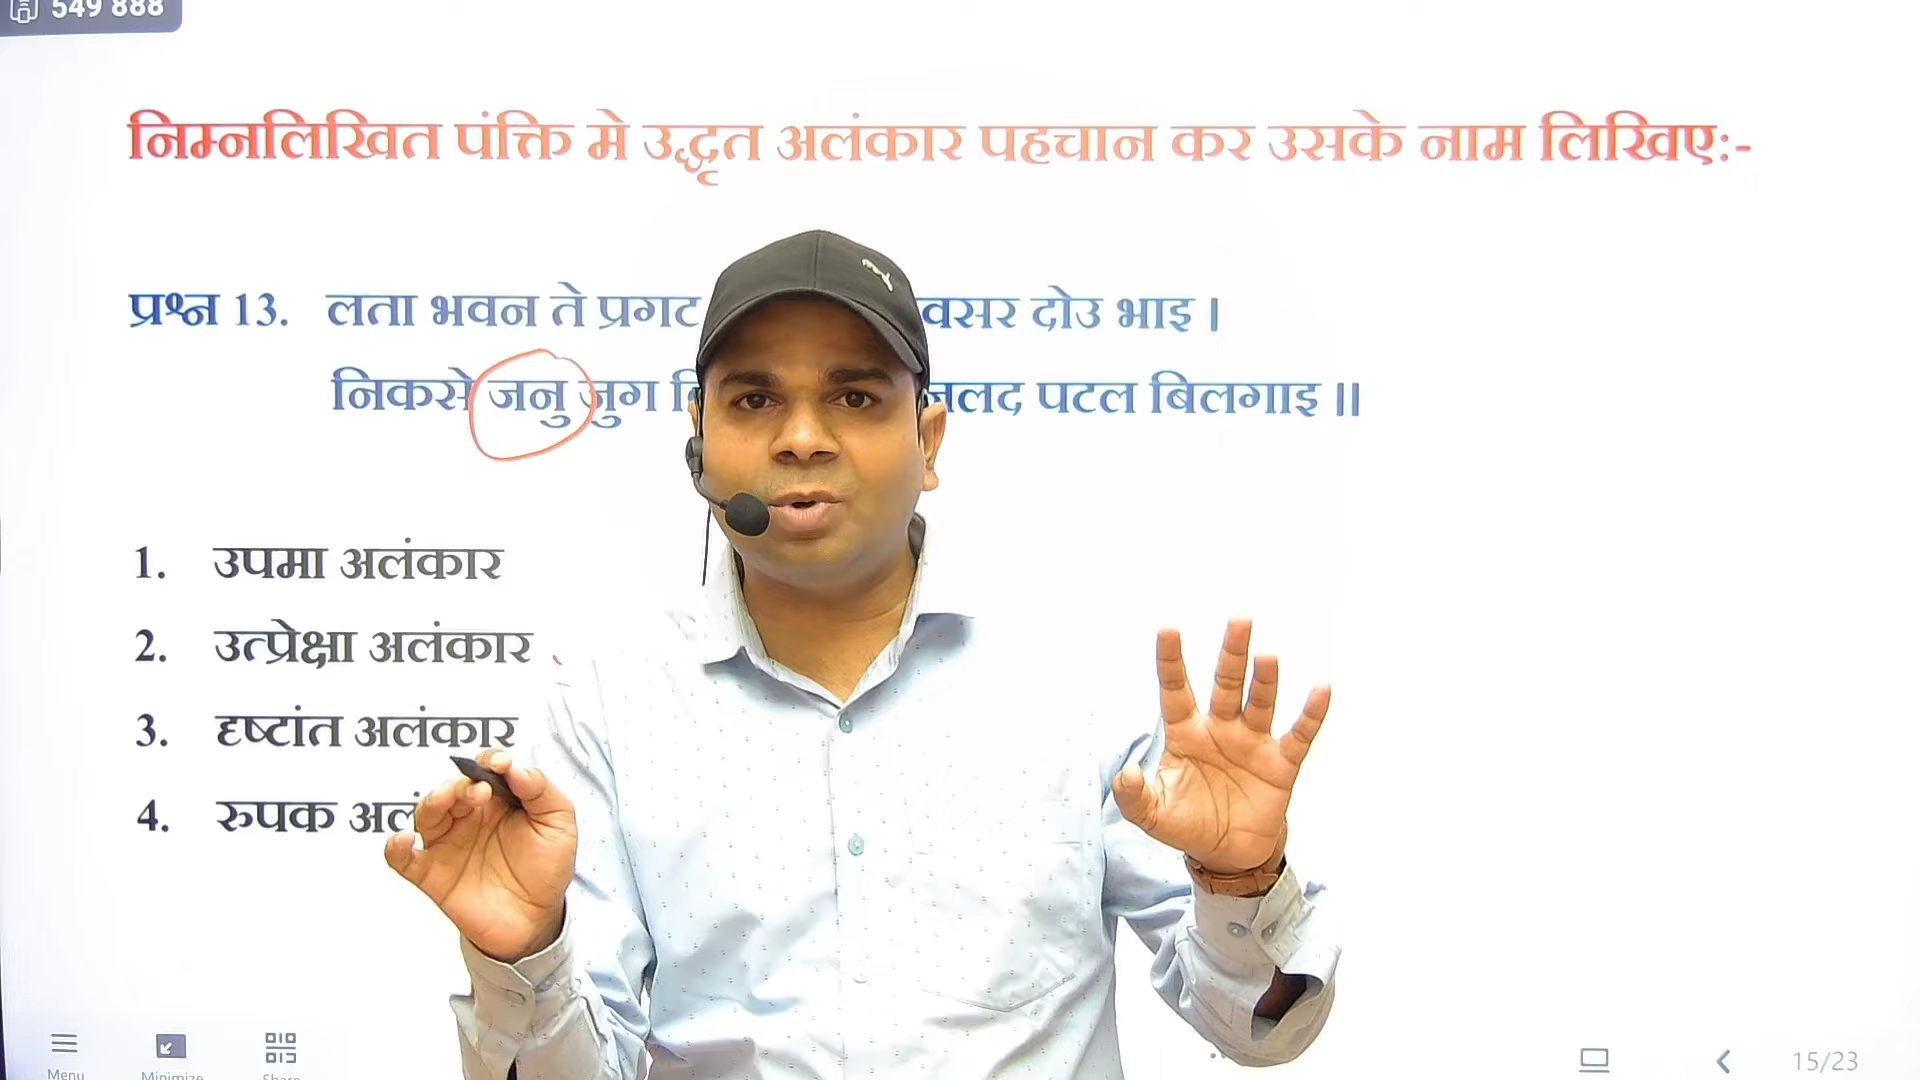 549 888
निम्नलिखित पंक्ति मे उद्धृत अलंकार पहचान कर उसके नाम लिखिए:-
प्रश्न 13. लता भवन ते प्रगट वसर दोउ भाइ ।
निकसे जनु जुग जलद पटल बिलगाइ ।।
1. उपमा अलंकार
2. उत्प्रेक्षा अलंकार
3. दृष्टांत अलंकार
4. रुपक अलं
Menu Minimize Share
15/23